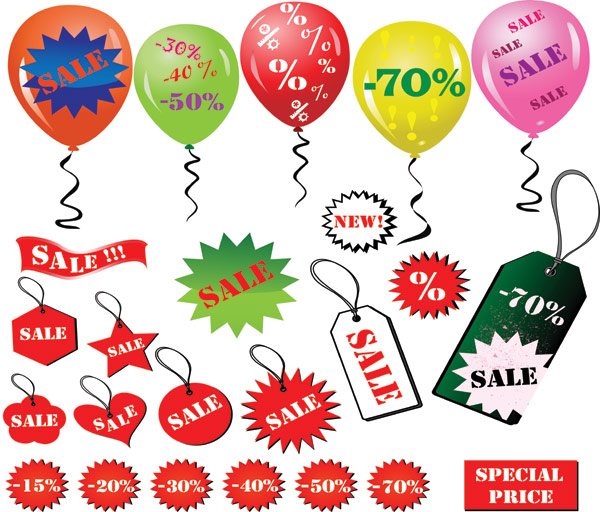 SALE
-30%
-40%
-50%
%
%
%
%
%
%
%
%
-70%
! ! ! ! !
SALE
SALE
SALE
SALE
NEW!
SALE !!!
SALE
%
-70%
SALE
SALE
SALE
SALE
SALE
SALE
SALE
SALE
-15%
-20%
-30%
-40%
-50%
-70%
SPECIAL
PRICE